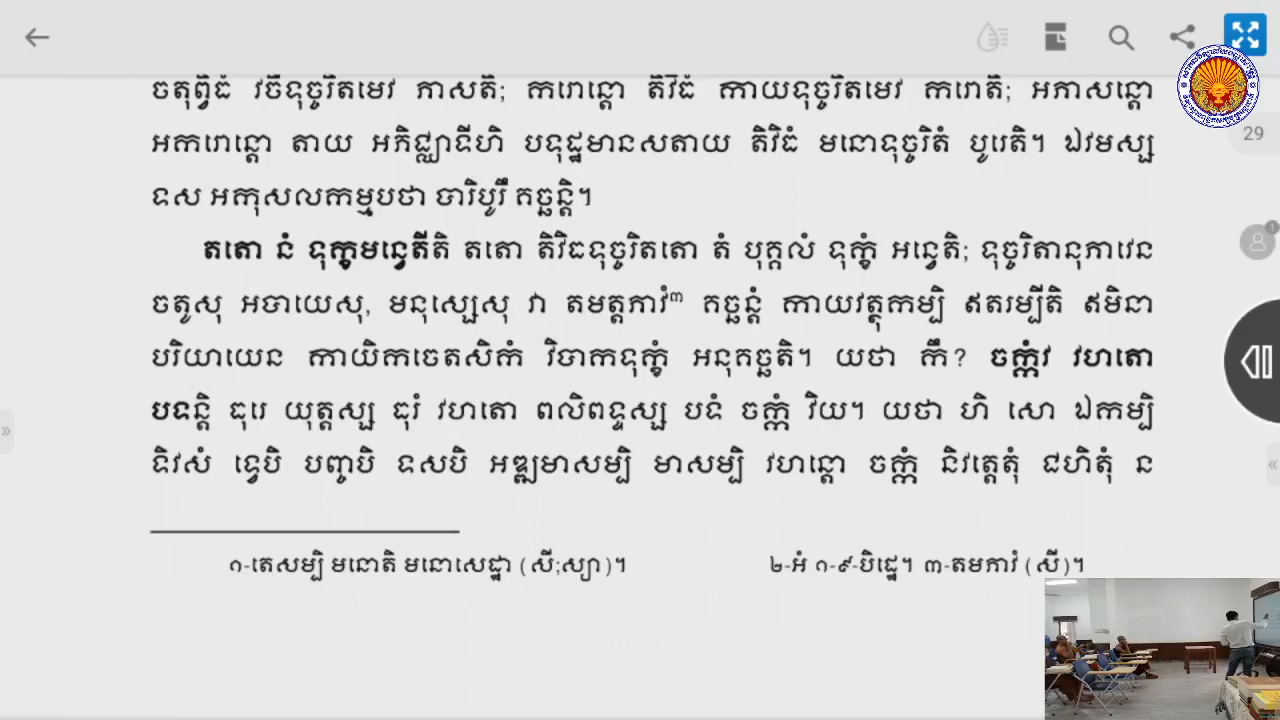 29
1
ចតុព្វិធំ វចីទុច្ចរិតមេវ ភាសតិ; ករោន្តោ តិវិធំ កាយទុច្ចរិតមេវ ករោតិ; អភាសន្តោ
អករោន្តោ តាយ អភិជ្ឈាទីហិ បទុដ្ឋមានសតាយ តិវិធំ មនោទុច្ចរិតំ បូរេតិ។ ឯវមស្ស
ទស អកុសលកម្មបថា បារិបូរឹ គច្ឆន្តិ។
តតោ នំ ទុក្ខមន្វេតីតិ តតោ តិវិធទុច្ចរិតតោ តំ បុគ្គលំ ទុក្ខំ អន្វេតិ; ទុច្ចរិតានុភាវេន
ចតូសុ អបាយេសុ, មនុស្សេសុ វា តមត្តភាវំ៣ គច្ឆន្តំ កាយវត្ថុកម្បិ ឥតរម្បីតិ ឥមិនា
បរិយាយេន កាយិកចេតសិកំ វិបាកទុក្ខំ អនុគច្ឆតិ។ យថា កឹ? ចក្កំវ វហតោ
បទន្តិ ធុរេ យុត្តស្ស ធុរំ វហតោ ពលិពទ្ទស្ស បទំ ចក្កំ វិយ។ យថា ហិ សោ ឯកម្បិ
ទិវសំ ទ្វេបិ បញ្ចបិ ទសបិ អឌ្ឍមាសម្បិ មាសម្បិ វហន្តោ ចក្កំ និវត្តេតុំ ជហិតុំ ន
១-តេសម្បិ មនោតិ មនោសេដ្ឋា (សី;ស្យា)។
២-អំ ១-៩-បិដ្ឋេ។ ៣-តមភាវំ (សី)។